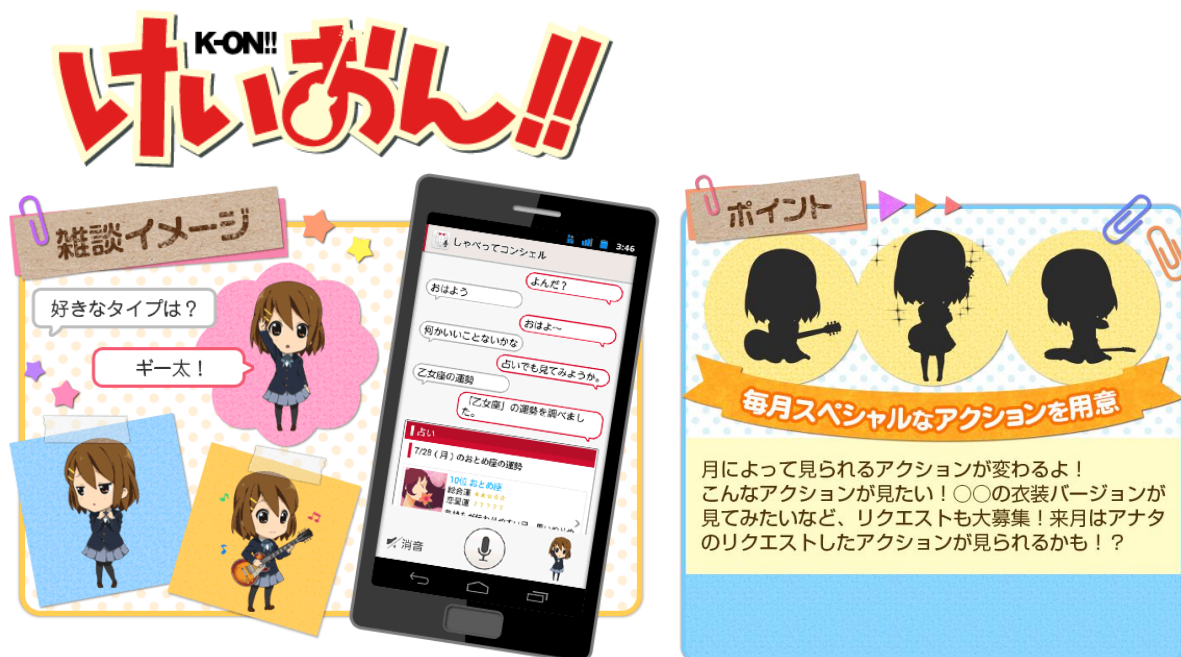 K-ON!!
けいおん!!
雑談イメージ
好きなタイプは？
ギー太！
3:46
しゃべってコンシェル
よんだ？
おはよう
おはよ～
何かいいことないかな
占いでも見てみようか。
乙女座の運勢
「乙女座」の運勢を調べまし
た。
占い
7/28 (月) のおとめ座の運勢
10位 おとめ座
総合運 ★★☆☆☆
恋愛運
消音
ポイント
毎月スペシャルなアクションを用意
月によって見られるアクションが変わるよ！
こんなアクションが見たい！○○の衣装バージョンが
見てみたいなど、リクエストも大募集！来月はアナタ
のリクエストしたアクションが見られるかも！？